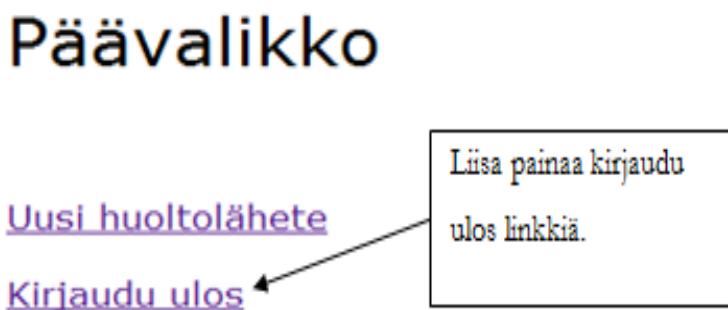 Päävalikko
Liisa painaa kirjaudu
ulos linkkiä.
Uusi huoltolähete
Kirjaudu ulos